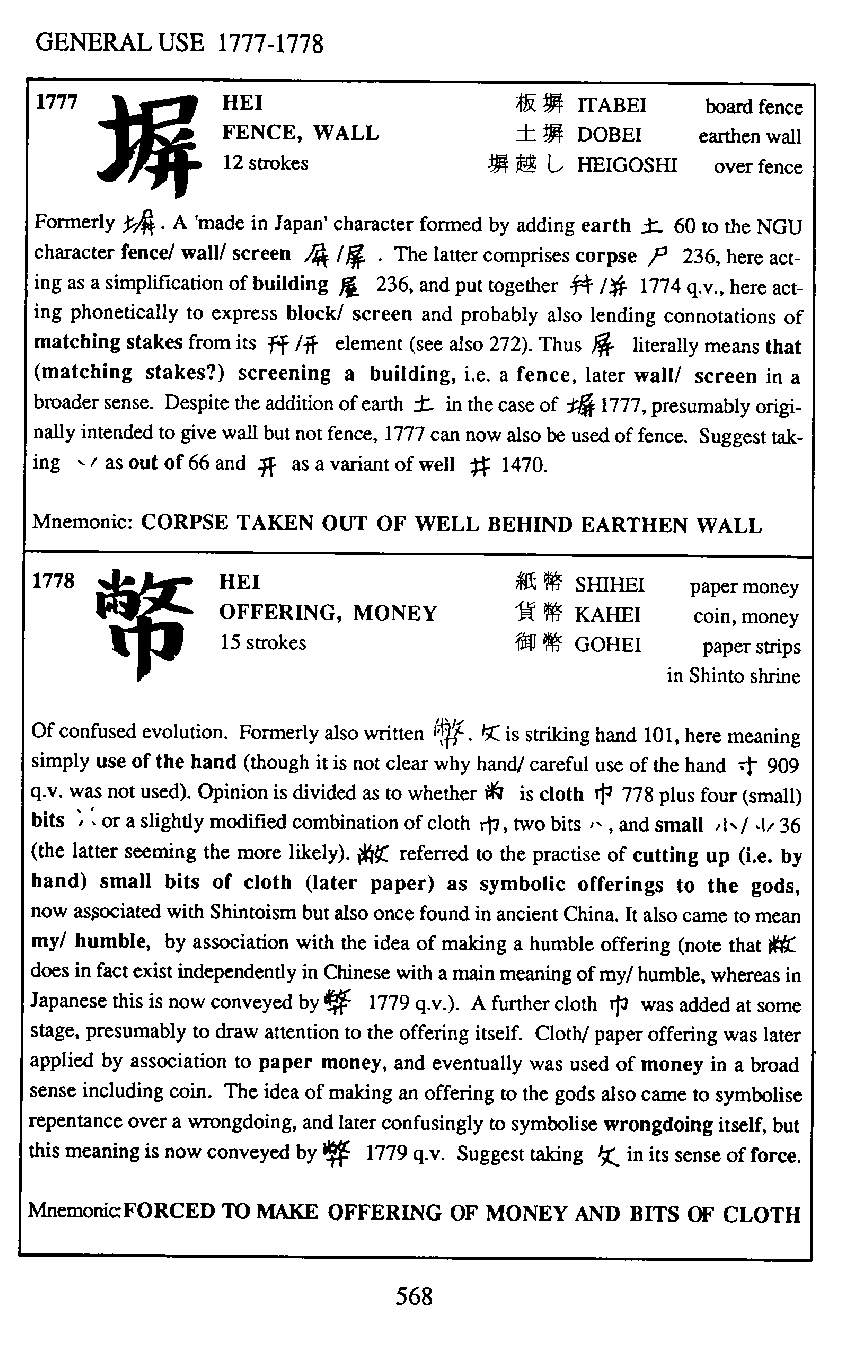 GENERAL USE 1777-1778
1777 塀 HEI 板塀 ITABEI board fence
FENCE, WALL 土塀 DOBEI earthen wall
12 strokes 塀越し HEIGOSHI over fence
Formerly 塀. A 'made in Japan' character formed by adding earth 土 60 to the NGU
character fence/ wall/ screen 屏/屛 . The latter comprises corpse 尸 236, here act-
ing as a simplification of building 屋 236, and put together 并/幷 1774 q.v., here act-
ing phonetically to express block/ screen and probably also lending connotations of
matching stakes from its 幵/开 element (see also 272). Thus 屏 literally means that
(matching stakes?) screening a building, i.e. a fence, later wall/ screen in a
broader sense. Despite the addition of earth 土 in the case of 塀 1777, presumably origi-
nally intended to give wall but not fence, 1777 can now also be used of fence. Suggest tak-
ing 丷 as out of 66 and 开 as a variant of well 井 1470.
Mnemonic: CORPSE TAKEN OUT OF WELL BEHIND EARTHEN WALL
1778 幣 HEI 紙幣 SHIHEI paper money
OFFERING, MONEY 貨幣 KAHEI coin, money
15 strokes 御幣 GOHEI paper strips
in Shinto shrine
Of confused evolution. Formerly also written 幣. 攵 is striking hand 101, here meaning
simply use of the hand (though it is not clear why hand/ careful use of the hand 寸 909
q.v. was not used). Opinion is divided as to whether 㡀 is cloth 巾 778 plus four (small)
bits or a slightly modified combination of cloth 巾, two bits , and small 小/ 36
(the latter seeming the more likely). 敝 referred to the practise of cutting up (i.e. by
hand) small bits of cloth (later paper) as symbolic offerings to the gods,
now associated with Shintoism but also once found in ancient China. It also came to mean
my/ humble, by association with the idea of making a humble offering (note that 敝
does in fact exist independently in Chinese with a main meaning of my/ humble, whereas in
Japanese this is now conveyed by 弊 1779 q.v.). A further cloth 巾 was added at some
stage, presumably to draw attention to the offering itself. Cloth/ paper offering was later
applied by association to paper money, and eventually was used of money in a broad
sense including coin. The idea of making an offering to the gods also came to symbolise
repentance over a wrongdoing, and later confusingly to symbolise wrongdoing itself, but
this meaning is now conveyed by 弊 1779 q.v. Suggest taking 攵 in its sense of force.
Mnemonic: FORCED TO MAKE OFFERING OF MONEY AND BITS OF CLOTH
568